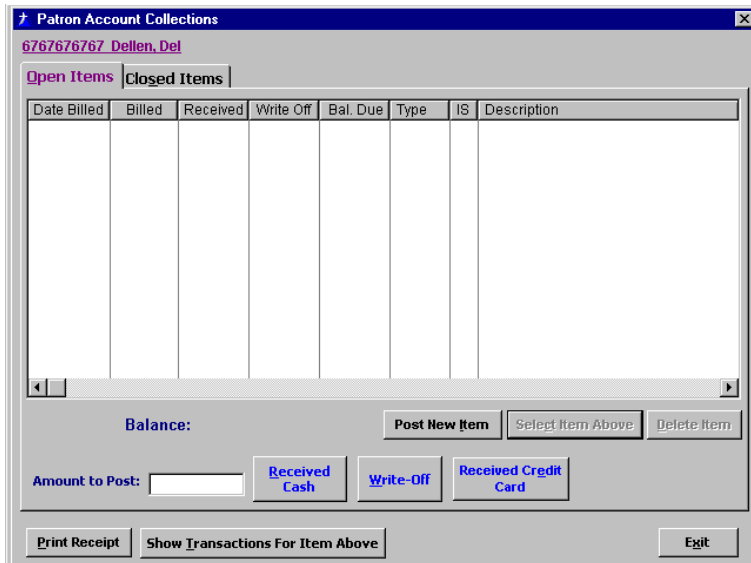 Patron Account Collections
6767676767 Dellen, Del
Open Items Closed Items
Date Billed Billed Received Write Off Bal. Due Type IS Description
Balance: Post New Item Select Item Above Delete Item
Amount to Post: Received Cash Write-Off Received Credit Card
Print Receipt Show Transactions For Item Above Exit